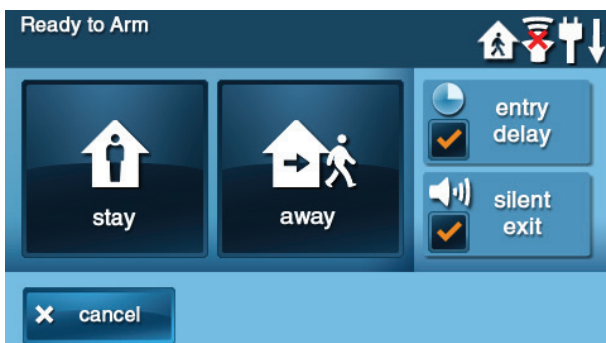 Ready to Arm
stay
away
entry
delay
silent
exit
cancel